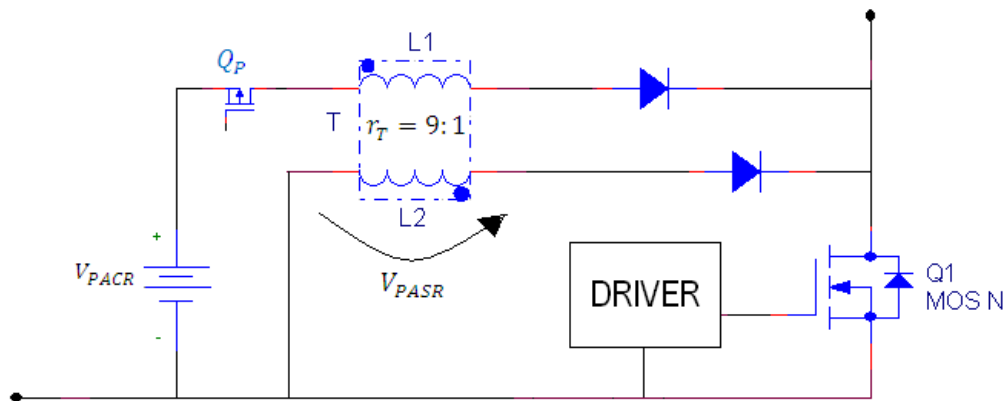 L1
Q_P
T
r_T = 9:1
L2
+
V_PACR
-
V_PASR
DRIVER
Q1
MOS N